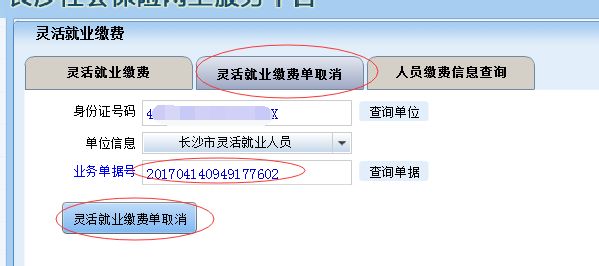 长沙社会保险网上服务平台
灵活就业缴费
灵活就业缴费 灵活就业缴费单取消 人员缴费信息查询
身份证号码 4 X 查询单位
单位信息 长沙市灵活就业人员
业务单据号 201704140949177602 查询单据
灵活就业缴费单取消